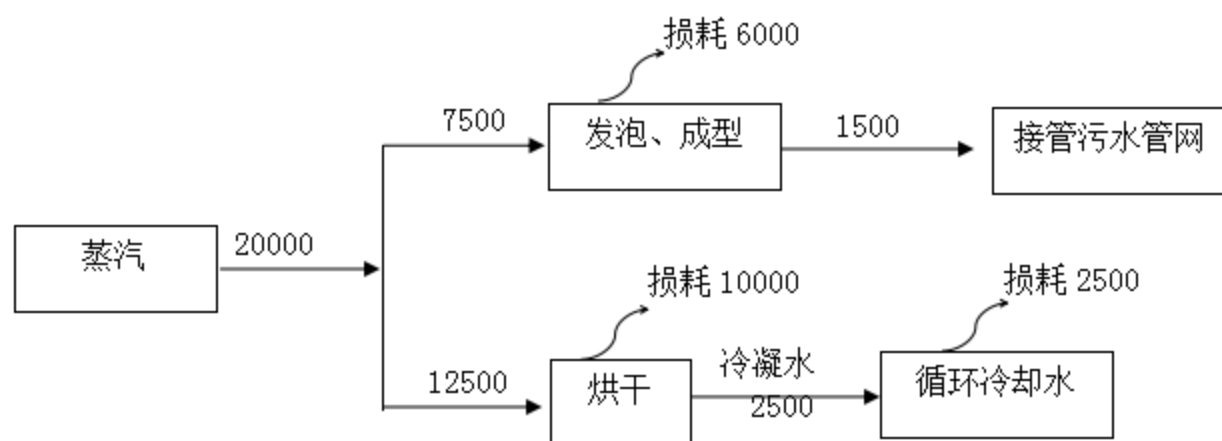 损耗 6000
7500
发泡、成型
1500
接管污水管网
蒸汽
20000
损耗 10000
损耗 2500
12500
烘干
冷凝水
2500
循环冷却水